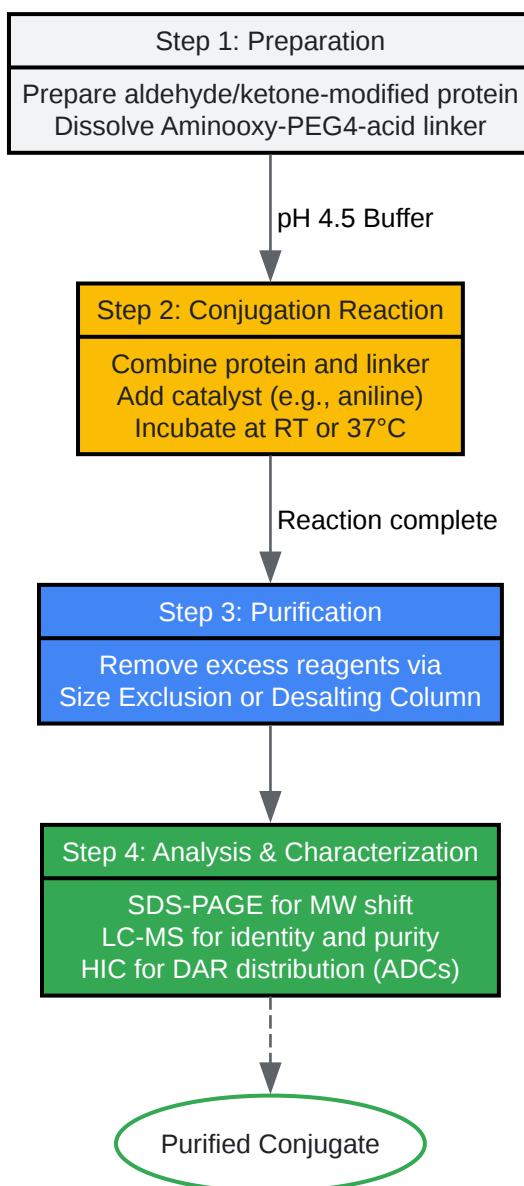 Step 1: Preparation
Prepare aldehyde/ketone-modified protein
Dissolve Aminooxy-PEG4-acid linker
pH 4.5 Buffer
Step 2: Conjugation Reaction
Combine protein and linker
Add catalyst (e.g., aniline)
Incubate at RT or 37°C
Reaction complete
Step 3: Purification
Remove excess reagents via
Size Exclusion or Desalting Column
Step 4: Analysis & Characterization
SDS-PAGE for MW shift
LC-MS for identity and purity
HIC for DAR distribution (ADCs)
Purified Conjugate